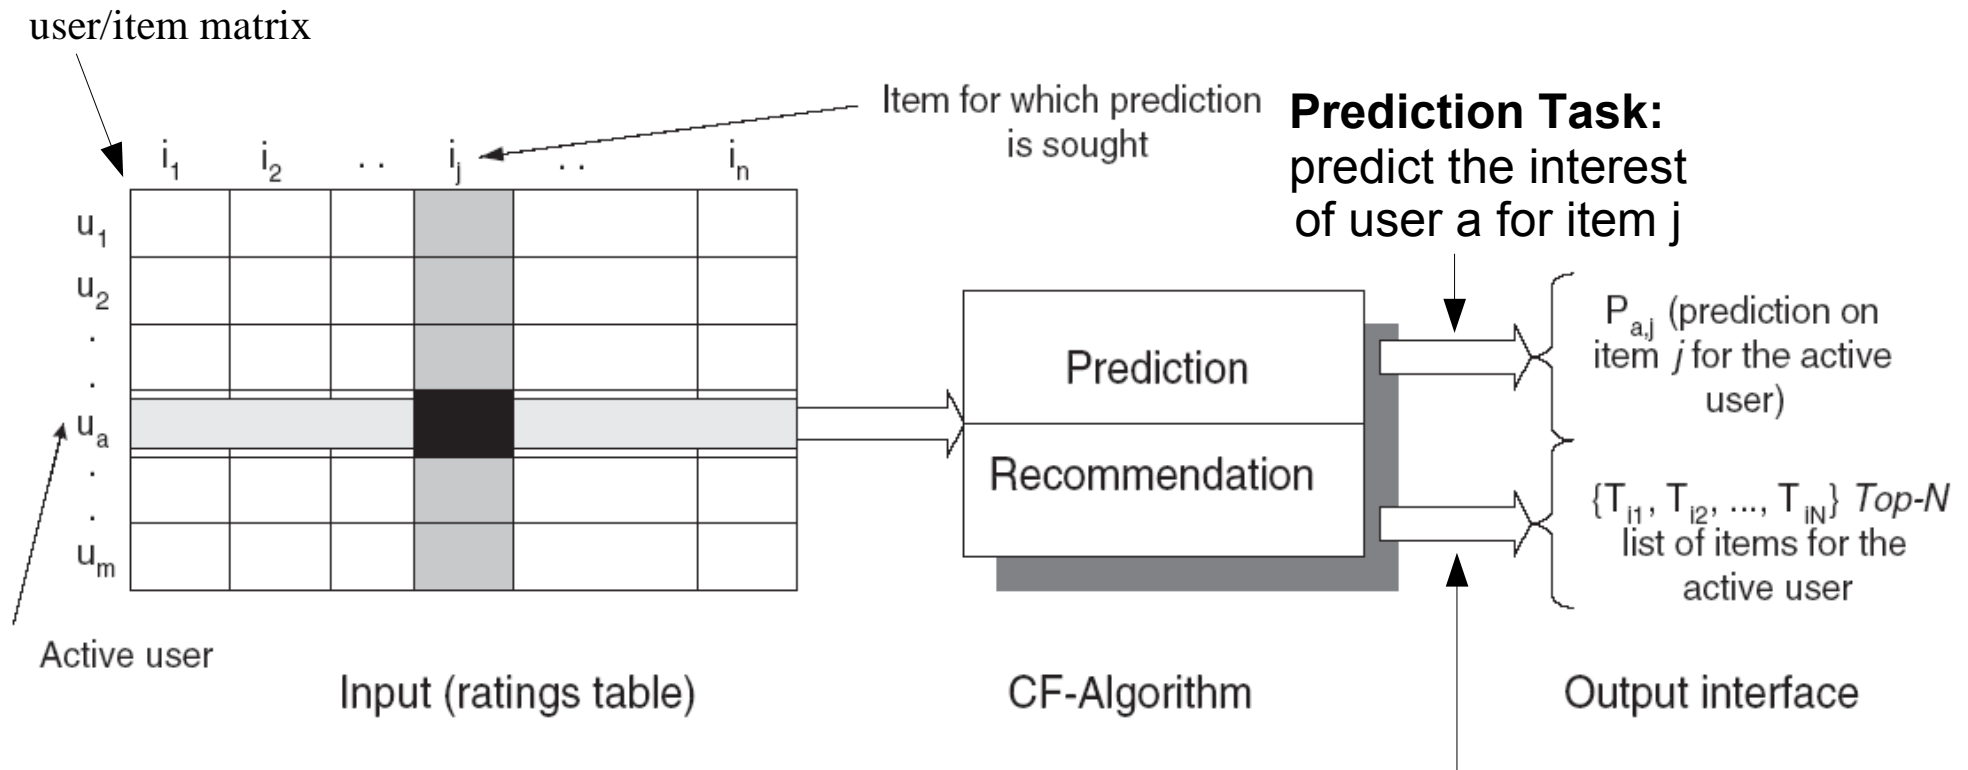 user/item matrix
Item for which prediction
is sought
Prediction Task:
predict the interest
of user a for item j
i1 i2 . . ij . . in
u1
u2
.
.
ua
.
.
um
Active user
Input (ratings table)
Prediction
Recommendation
CF-Algorithm
Pa,j (prediction on
item j for the active
user)
{Ti1, Ti2, ..., TiN} Top-N
list of items for the
active user
Output interface